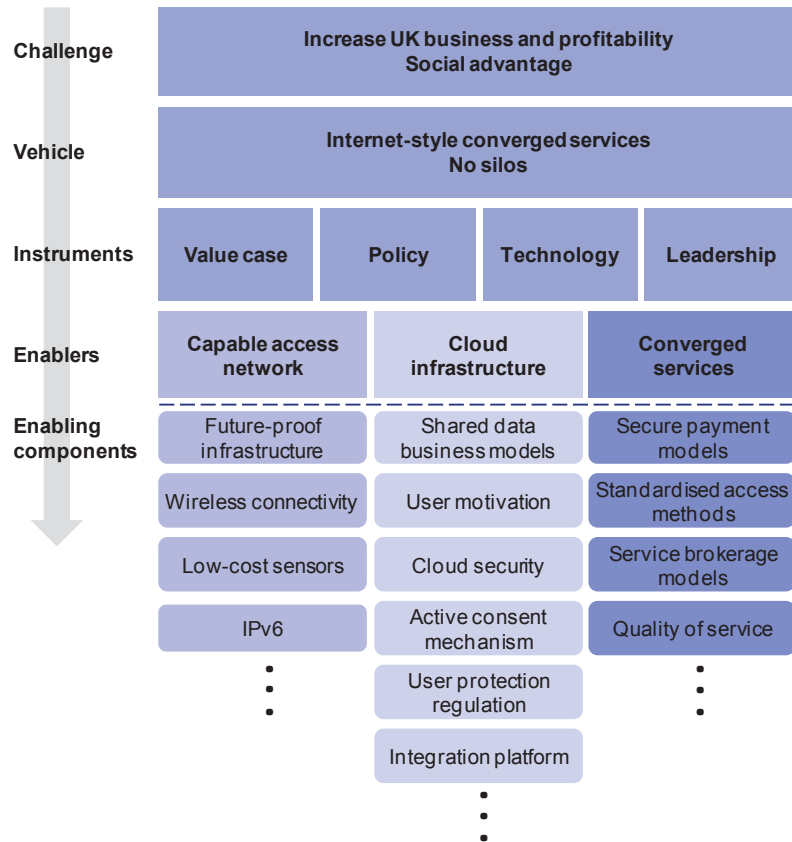 Challenge
Increase UK business and profitability
Social advantage
Vehicle
Internet-style converged services
No silos
Instruments
Value case
Policy
Technology
Leadership
Enablers
Capable access
network
Cloud
infrastructure
Converged
services
Enabling
components
Future-proof
infrastructure
Shared data
business models
Secure payment
models
Wireless connectivity
User motivation
Standardised access
methods
Low-cost sensors
Cloud security
Service brokerage
models
IPv6
Active consent
mechanism
Quality of service
User protection
regulation
Integration platform